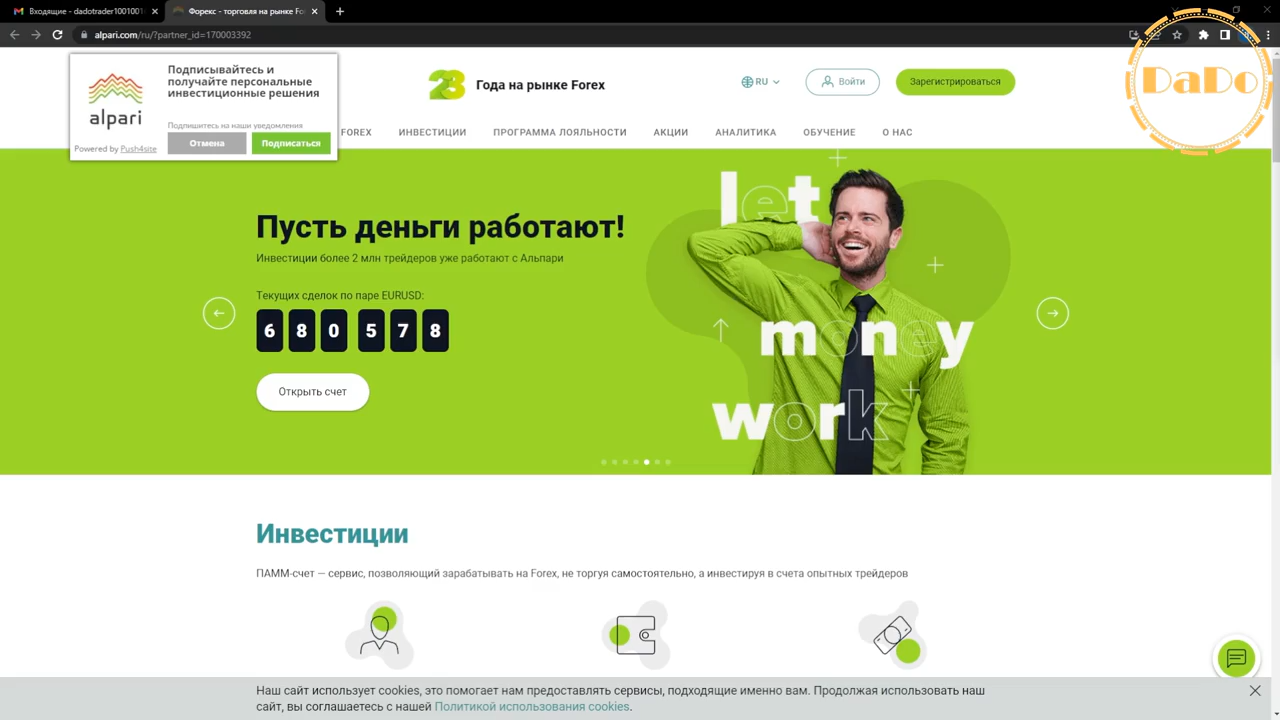 Входящие - dadotrader1001001
Форекс - торговля на рынке Fo
alpari.com/ru/?partner_id=170003392
Подписывайтесь и
получайте персональные
инвестиционные решения
alpari
Подпишитесь на наши уведомления
Powered by Push4site
Отмена
Подписаться
23
Года на рынке Forex
RU
Войти
Зарегистрироваться
DaDo
FOREX
ИНВЕСТИЦИИ
ПРОГРАММА ЛОЯЛЬНОСТИ
АКЦИИ
АНАЛИТИКА
ОБУЧЕНИЕ
О НАС
Пусть деньги работают!
Инвестиции более 2 млн трейдеров уже работают с Альпари
Текущих сделок по паре EURUSD:
680 578
Открыть счет
let
money
work
Инвестиции
ПАММ-счет — сервис, позволяющий зарабатывать на Forex, не торгуя самостоятельно, а инвестируя в счета опытных трейдеров
Наш сайт использует cookies, это помогает нам предоставлять сервисы, подходящие именно вам. Продолжая использовать наш
сайт, вы соглашаетесь с нашей Политикой использования cookies.